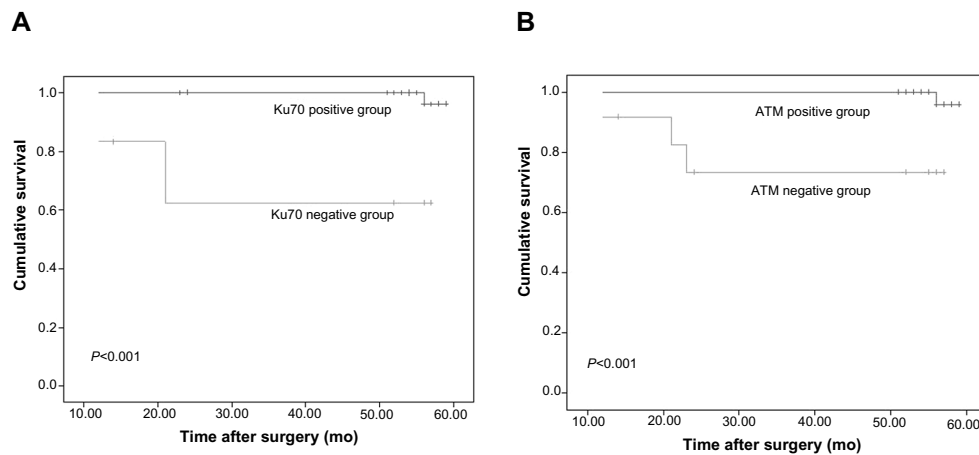 A
Cumulative survival
1.0
0.8
0.6
0.4
0.2
0.0
Ku70 positive group
Ku70 negative group
P<0.001
10.00 20.00 30.00 40.00 50.00 60.00
Time after surgery (mo)
B
Cumulative survival
1.0
0.8
0.6
0.4
0.2
0.0
ATM positive group
ATM negative group
P<0.001
10.00 20.00 30.00 40.00 50.00 60.00
Time after surgery (mo)